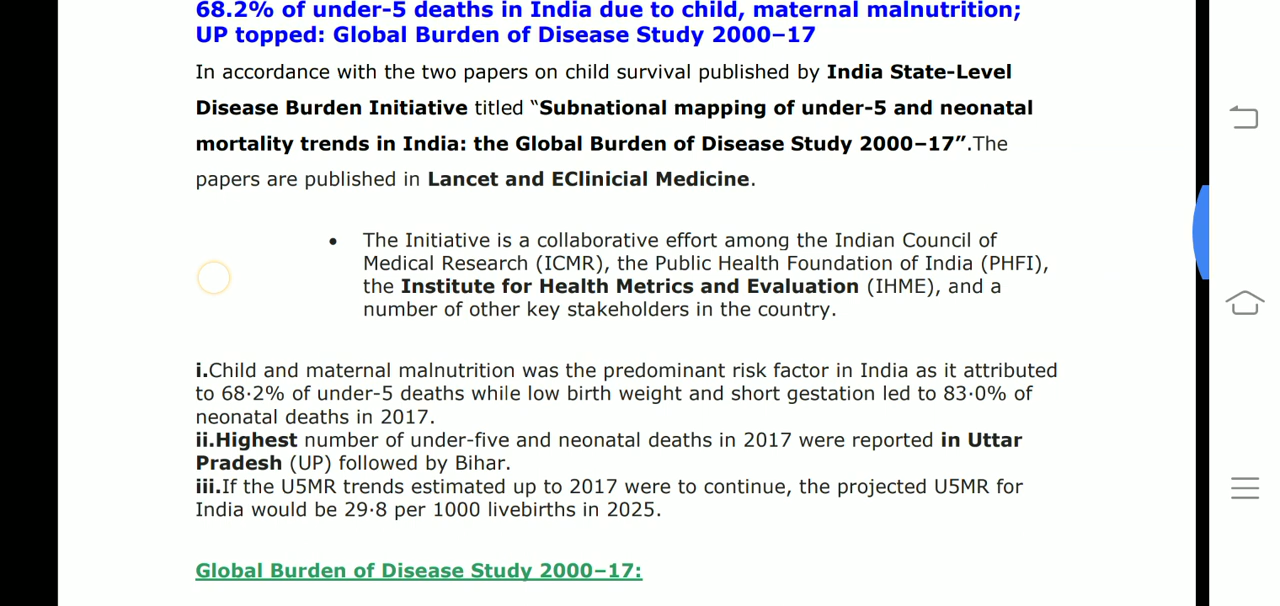 68.2% of under-5 deaths in India due to child, maternal malnutrition;
UP topped: Global Burden of Disease Study 2000–17
In accordance with the two papers on child survival published by India State-Level
Disease Burden Initiative titled “Subnational mapping of under-5 and neonatal
mortality trends in India: the Global Burden of Disease Study 2000–17”.The
papers are published in Lancet and EClinicial Medicine.
• The Initiative is a collaborative effort among the Indian Council of
Medical Research (ICMR), the Public Health Foundation of India (PHFI),
the Institute for Health Metrics and Evaluation (IHME), and a
number of other key stakeholders in the country.
i.Child and maternal malnutrition was the predominant risk factor in India as it attributed
to 68·2% of under-5 deaths while low birth weight and short gestation led to 83·0% of
neonatal deaths in 2017.
ii.Highest number of under-five and neonatal deaths in 2017 were reported in Uttar
Pradesh (UP) followed by Bihar.
iii.If the U5MR trends estimated up to 2017 were to continue, the projected U5MR for
India would be 29·8 per 1000 livebirths in 2025.
Global Burden of Disease Study 2000–17: